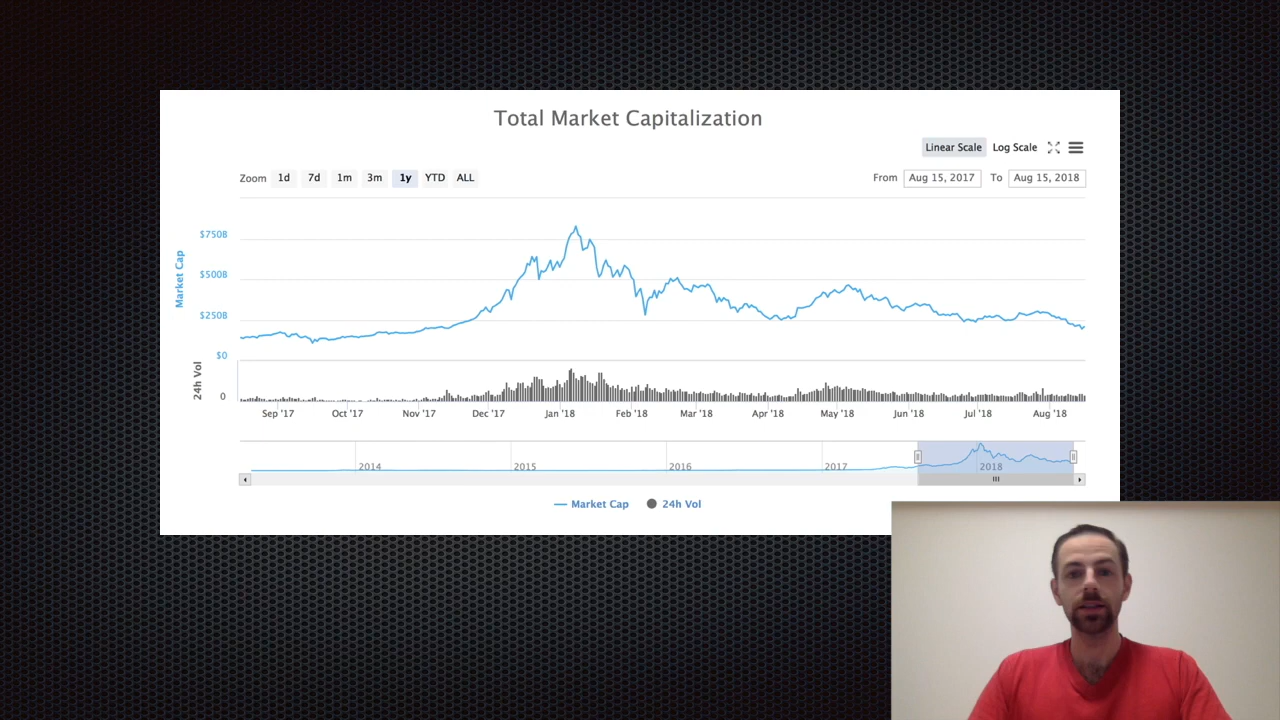 Total Market Capitalization
Linear Scale Log Scale
Zoom 1d 7d 1m 3m 1y YTD ALL From Aug 15, 2017 To Aug 15, 2018
$750B
$500B
$250B
$0
Market Cap
24h Vol
0
Sep '17 Oct '17 Nov '17 Dec '17 Jan '18 Feb '18 Mar '18 Apr '18 May '18 Jun '18 Jul '18 Aug '18
2014 2015 2016 2017 2018
Market Cap 24h Vol